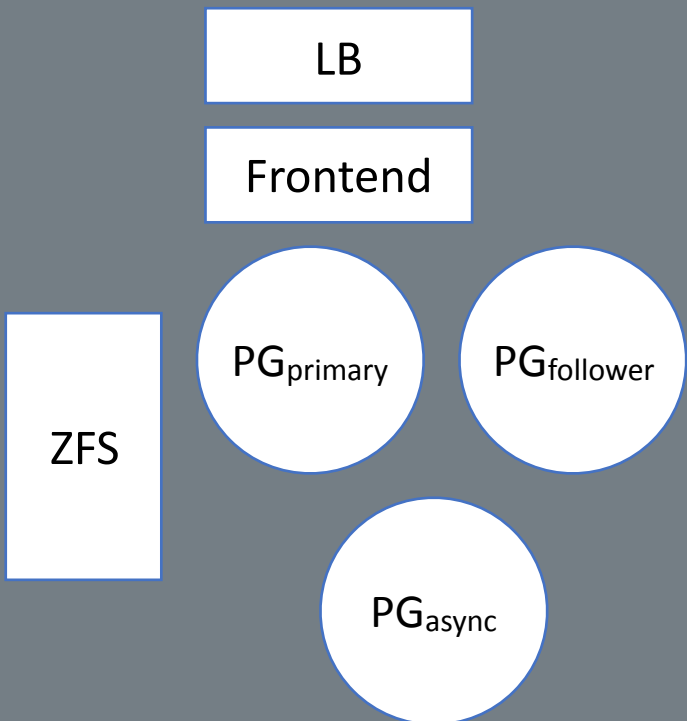 LB
Frontend
PGprimary
PGfollower
ZFS
PGasync